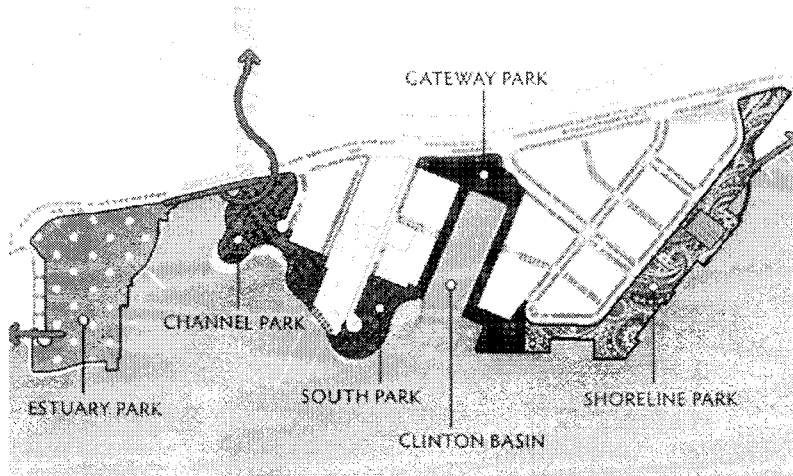 GATEWAY PARK
CHANNEL PARK
SOUTH PARK
SHORELINE PARK
ESTUARY PARK
CLINTON BASIN